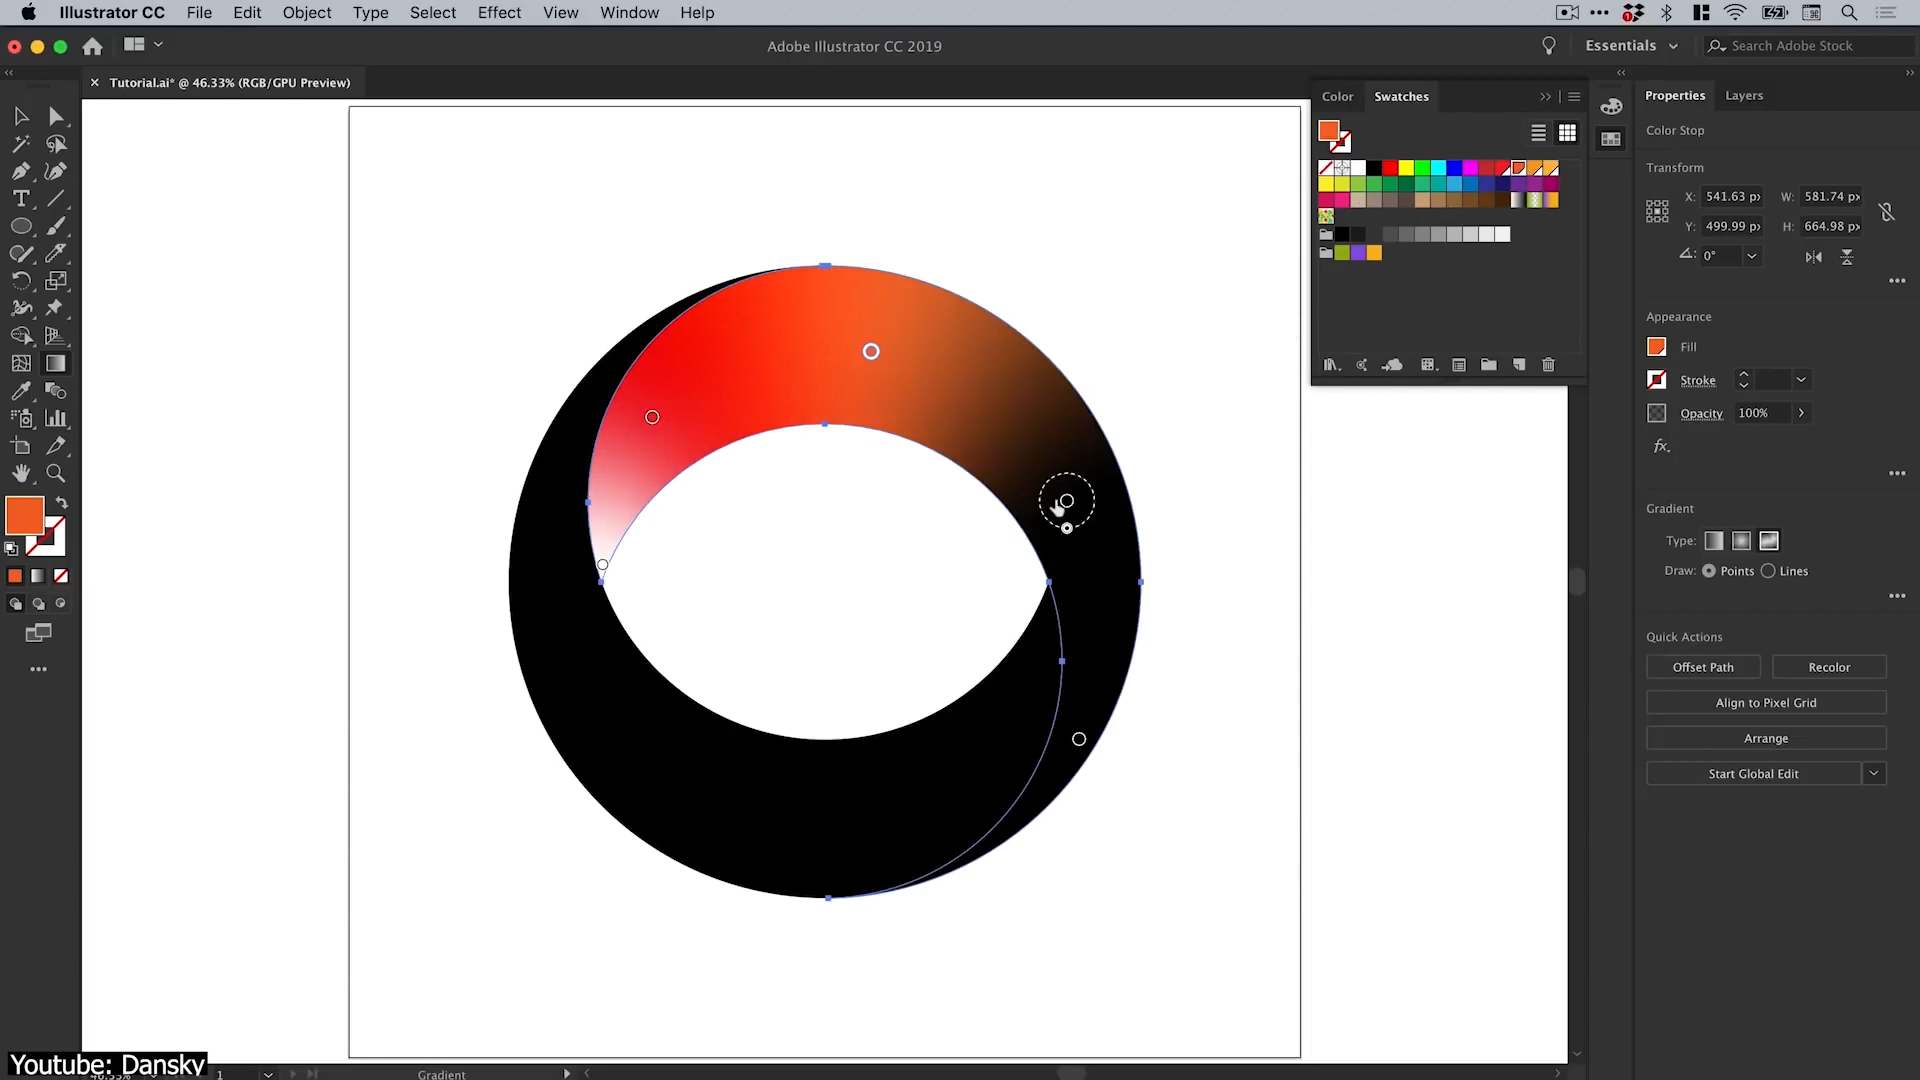 Illustrator CC File Edit Object Type Select Effect View Window Help
Adobe Illustrator CC 2019
Essentials
Search Adobe Stock
× Tutorial.ai* @ 46.33% (RGB/GPU Preview)
Color Swatches
Properties Layers
Color Stop
Transform
X: 541.63 px W: 581.74 px
Y: 499.99 px H: 664.98 px
0°
Appearance
Fill
Stroke
Opacity 100%
fx.
Gradient
Type:
Draw: Points Lines
Quick Actions
Offset Path Recolor
Align to Pixel Grid
Arrange
Start Global Edit
Youtube: Dansky
46.33% 1 Gradient